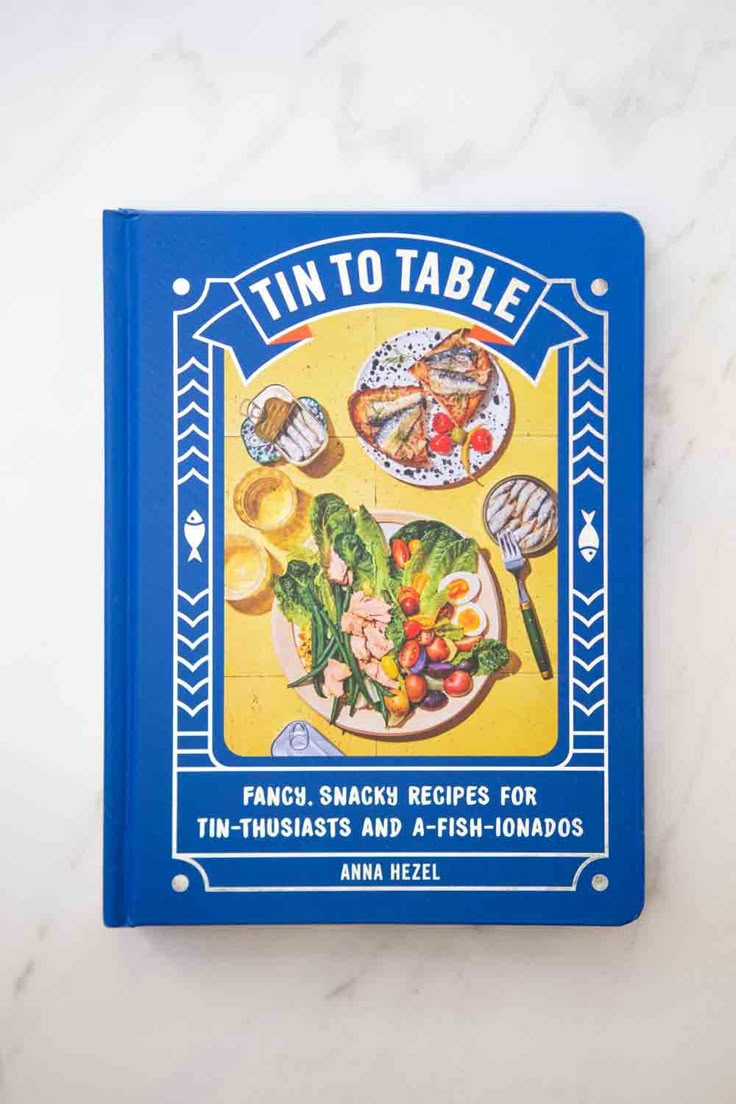 TIN TO TABLE
FANCY, SNACKY RECIPES FOR
TIN-THUSIASTS AND A-FISH-IONADOS
ANNA HEZEL